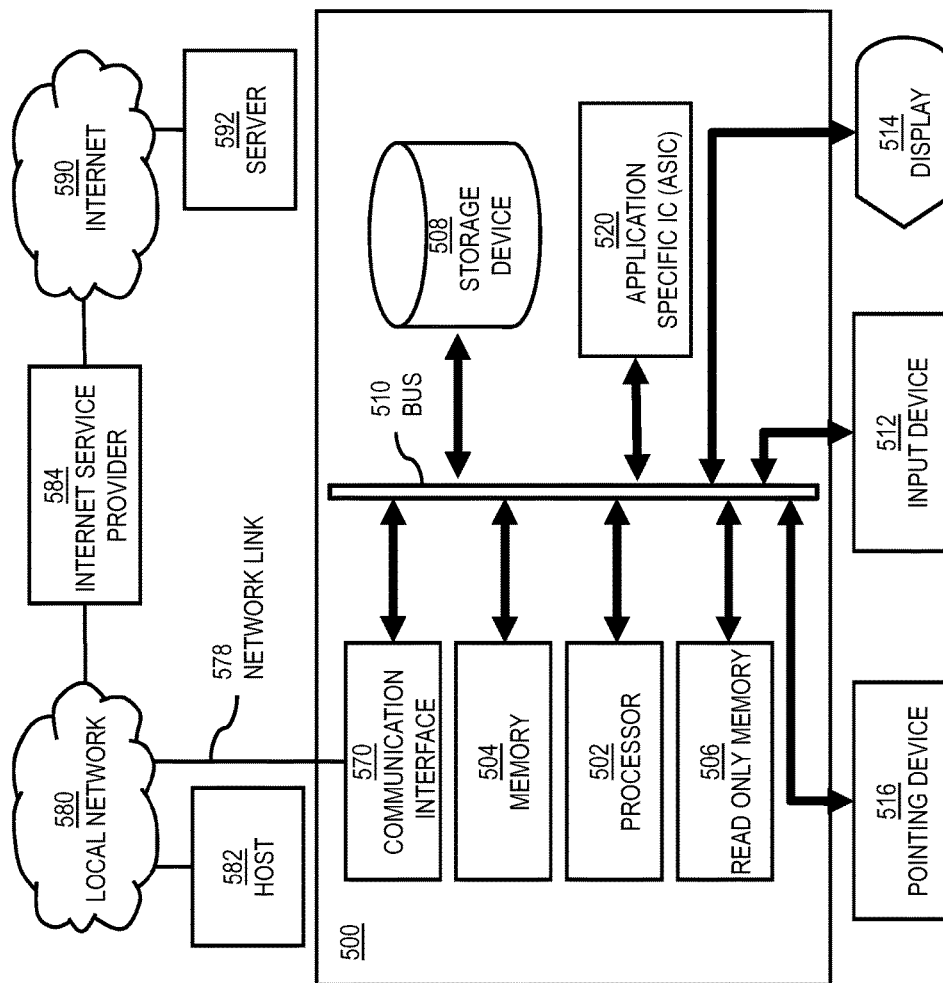 580
LOCAL NETWORK
584
INTERNET SERVICE
PROVIDER
590
INTERNET
582
HOST
578
NETWORK LINK
592
SERVER
500
570
COMMUNICATION
INTERFACE
504
MEMORY
502
PROCESSOR
506
READ ONLY MEMORY
510
BUS
508
STORAGE
DEVICE
520
APPLICATION
SPECIFIC IC (ASIC)
516
POINTING DEVICE
512
INPUT DEVICE
514
DISPLAY